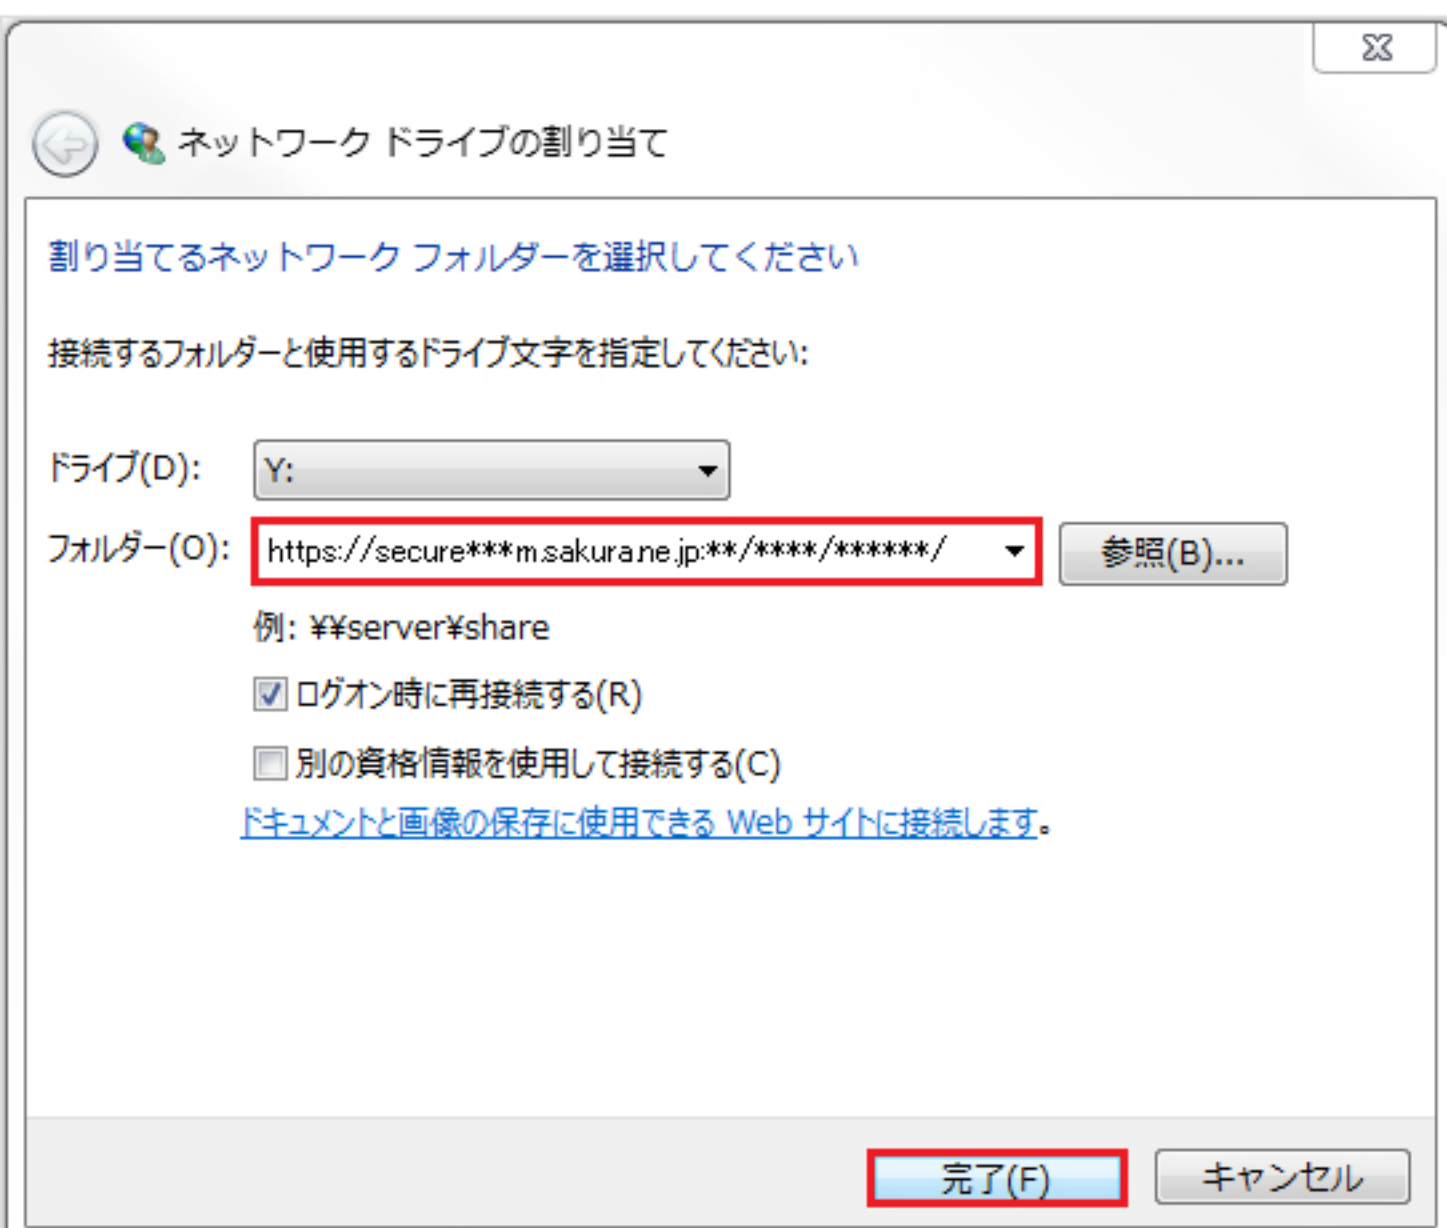 ネットワーク ドライブの割り当て
割り当てるネットワーク フォルダーを選択してください
接続するフォルダーと使用するドライブ文字を指定してください:
ドライブ(D): Y:
フォルダー(O): https://secure***m.sakura.ne.jp:**/****/******/ 参照(B)...
例: ¥¥server¥share
ログオン時に再接続する(R)
別の資格情報を使用して接続する(C)
ドキュメントと画像の保存に使用できる Web サイトに接続します。
完了(F) キャンセル